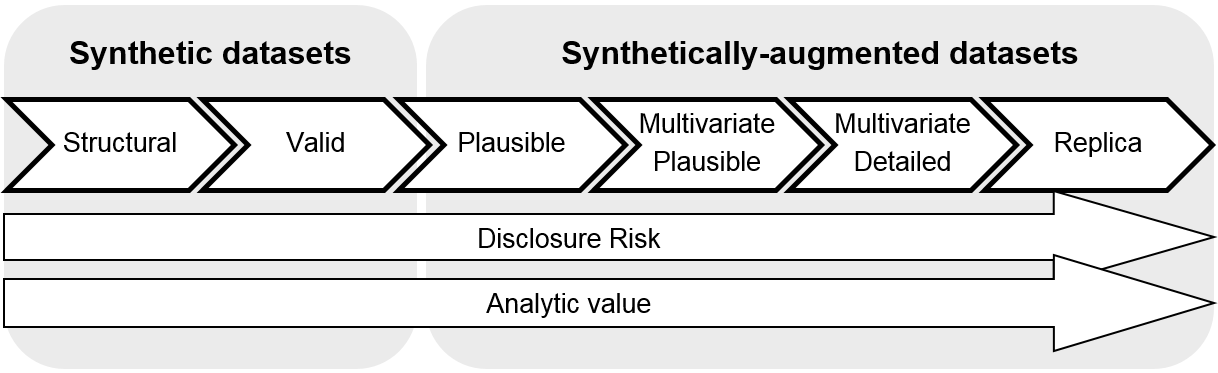 Synthetic datasets
Synthetically-augmented datasets
Structural
Valid
Plausible
Multivariate
Plausible
Multivariate
Detailed
Replica
Disclosure Risk
Analytic value